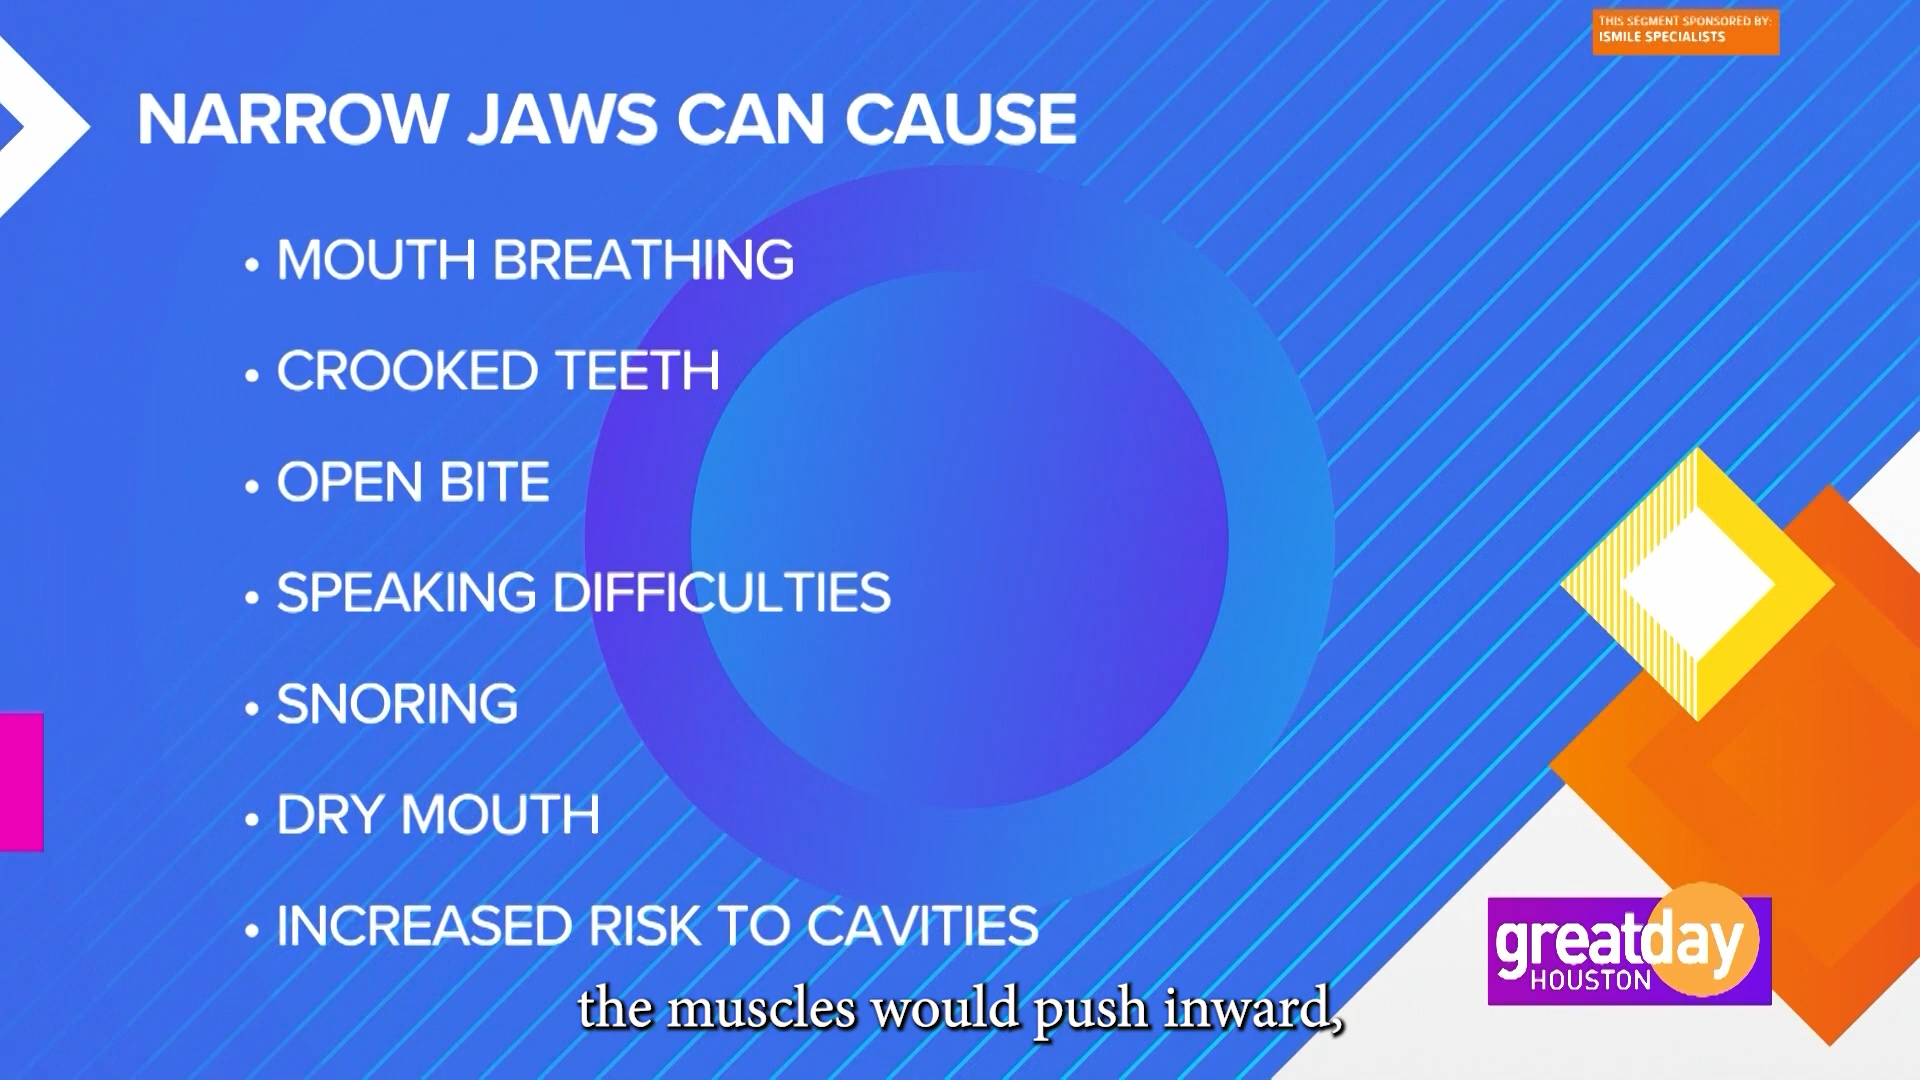 THIS SEGMENT SPONSORED BY:
ISMILE SPECIALISTS
NARROW JAWS CAN CAUSE
• MOUTH BREATHING
• CROOKED TEETH
• OPEN BITE
• SPEAKING DIFFICULTIES
• SNORING
• DRY MOUTH
• INCREASED RISK TO CAVITIES
greatday
HOUSTON
the muscles would push inward,